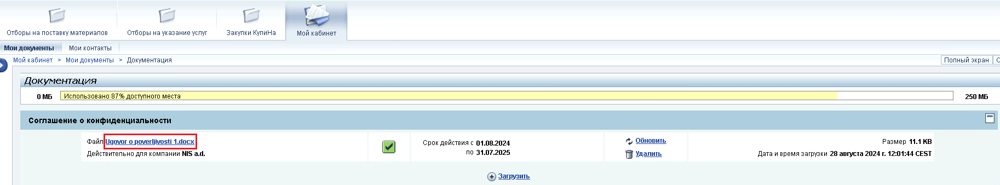 Отборы на поставку материалов
Отборы на указание услуг
Закупки КупиНа
Мой кабинет
Мои документы
Мои контакты
Мой кабинет > Мои документы > Документация
Полный экран
Документация
0 МБ
Использовано 87% доступного места
250 МБ
Соглашение о конфиденциальности
Файл Ugovor o poverljivosti 1.docx
Действительно для компании NIS a.d.
Срок действия с 01.08.2024
по 31.07.2025
Обновить
Удалить
Размер 11.1 KB
Дата и время загрузки 28 августа 2024 г. 12:01:44 CEST
Загрузить